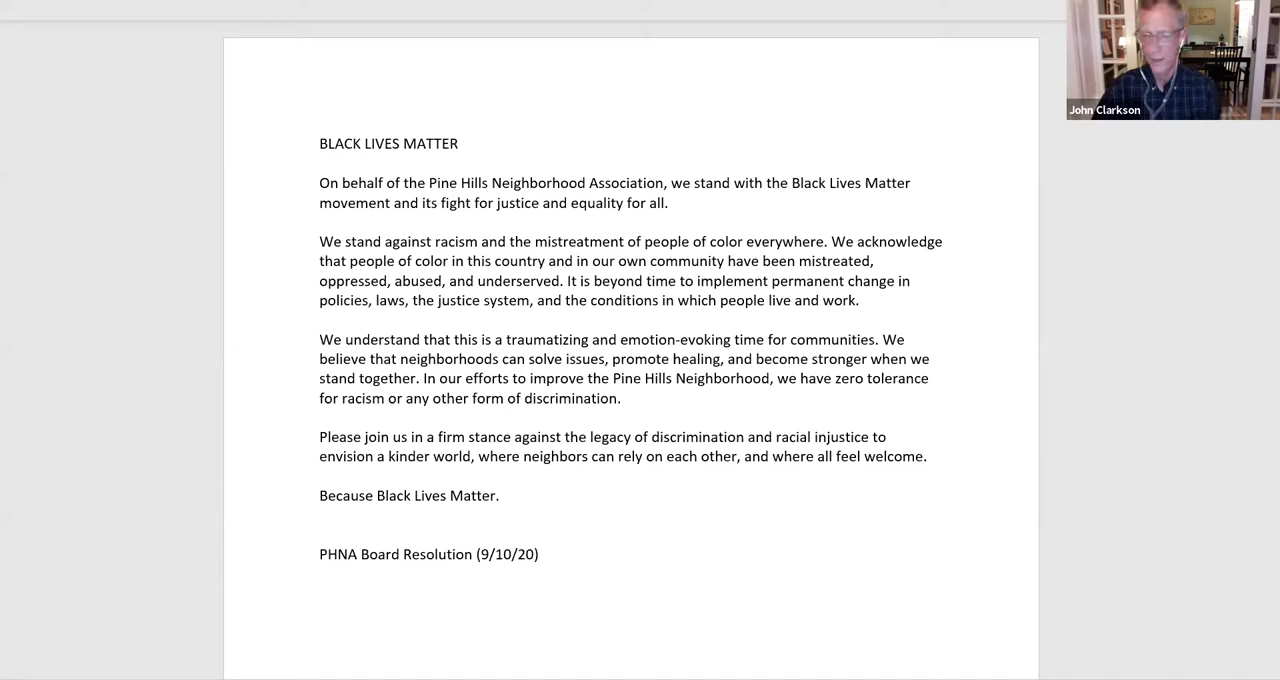 John Clarkson
BLACK LIVES MATTER
On behalf of the Pine Hills Neighborhood Association, we stand with the Black Lives Matter
movement and its fight for justice and equality for all.
We stand against racism and the mistreatment of people of color everywhere. We acknowledge
that people of color in this country and in our own community have been mistreated,
oppressed, abused, and underserved. It is beyond time to implement permanent change in
policies, laws, the justice system, and the conditions in which people live and work.
We understand that this is a traumatizing and emotion-evoking time for communities. We
believe that neighborhoods can solve issues, promote healing, and become stronger when we
stand together. In our efforts to improve the Pine Hills Neighborhood, we have zero tolerance
for racism or any other form of discrimination.
Please join us in a firm stance against the legacy of discrimination and racial injustice to
envision a kinder world, where neighbors can rely on each other, and where all feel welcome.
Because Black Lives Matter.
PHNA Board Resolution (9/10/20)